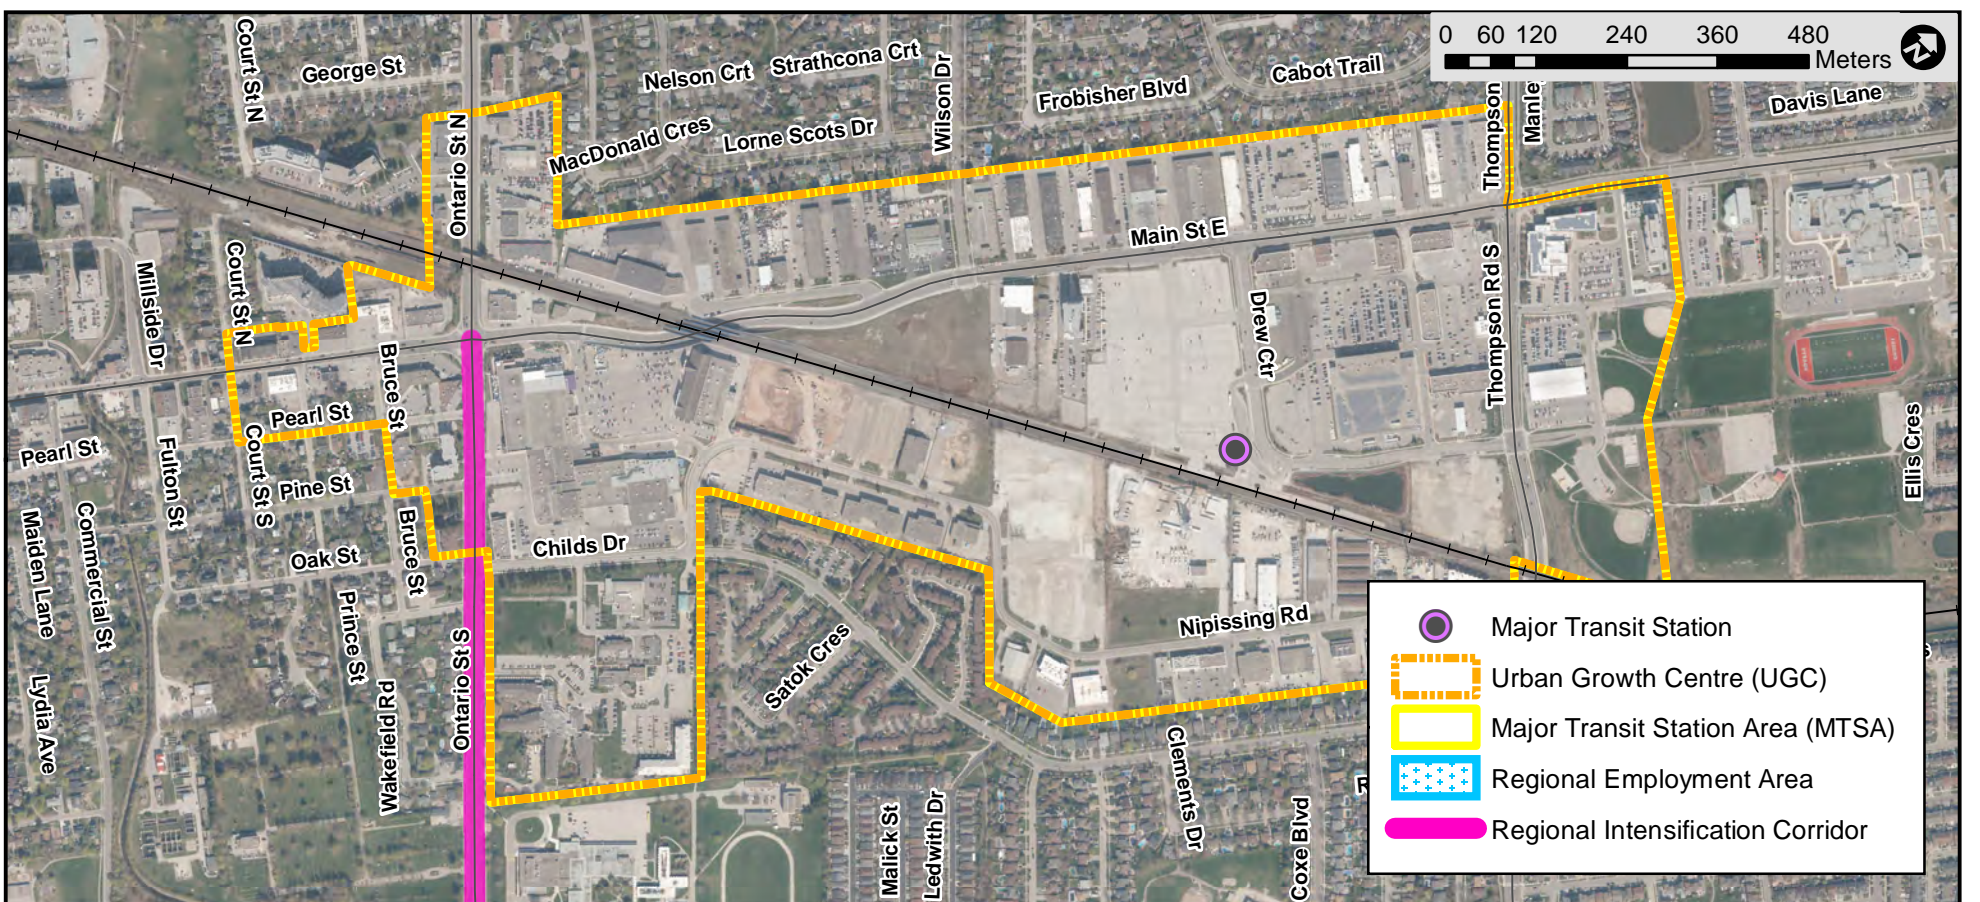 0 60 120 240 360 480
Meters
Court St N
George St
Nelson Crt
Strathcona Crt
Wilson Dr
Frobisher Blvd
Cabot Trail
Thompson
Manley
Davis Lane
Ontario St N
MacDonald Cres
Lorne Scots Dr
Main St E
Millside Dr
Court St N
Bruce St
Drew Ctr
Thompson Rd S
Pearl St
Pearl St
Fulton St
Court St S
Pine St
Ellis Cres
Maiden Lane
Commercial St
Bruce St
Oak St
Childs Dr
Prince St
Nipissing Rd
Ontario St S
Satok Cres
Lydia Ave
Wakefield Rd
Clements Dr
Malick St
Ledwith Dr
Coxe Blvd
R
s
Major Transit Station
Urban Growth Centre (UGC)
Major Transit Station Area (MTSA)
Regional Employment Area
Regional Intensification Corridor